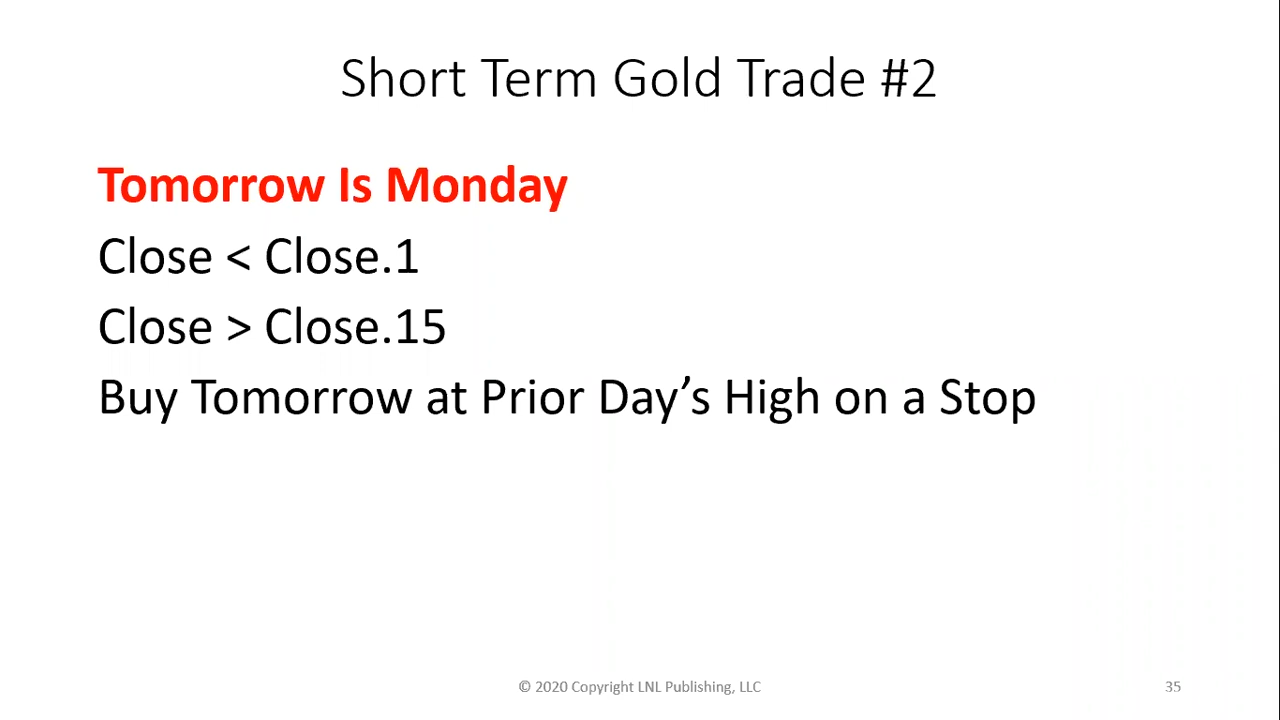 Short Term Gold Trade #2
Tomorrow Is Monday
Close < Close.1
Close > Close.15
Buy Tomorrow at Prior Day’s High on a Stop
© 2020 Copyright LNL Publishing, LLC
35